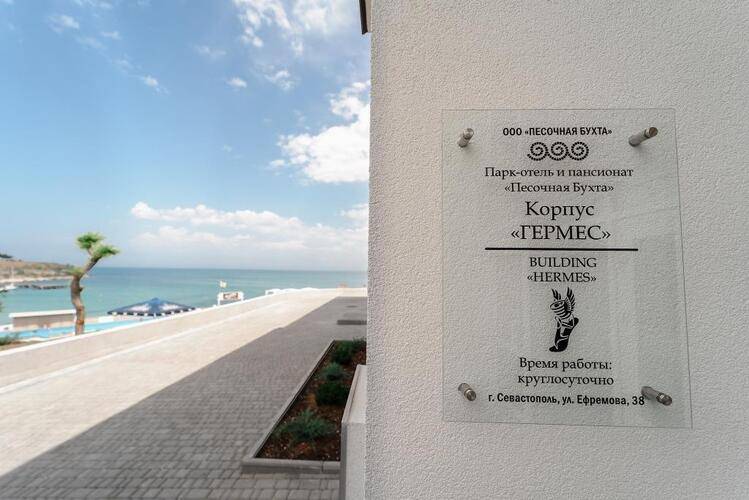 ООО «ПЕСОЧНАЯ БУХТА»
Парк-отель и пансионат
«Песочная Бухта»
Корпус
«ГЕРМЕС»
BUILDING
«HERMES»
Время работы:
круглосуточно
г. Севастополь, ул. Ефремова, 38